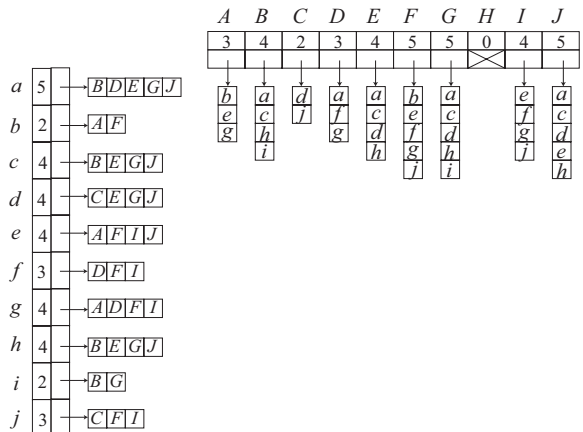 A B C D E F G H I J
3 4 2 3 4 5 5 0 4 5
b a d a a b a e a
e c j f c e c f c
g h g d f d g d
i h g h j e
j i h
a 5 B D E G J
b 2 A F
c 4 B E G J
d 4 C E G J
e 4 A F I J
f 3 D F I
g 4 A D F I
h 4 B E G J
i 2 B G
j 3 C F I